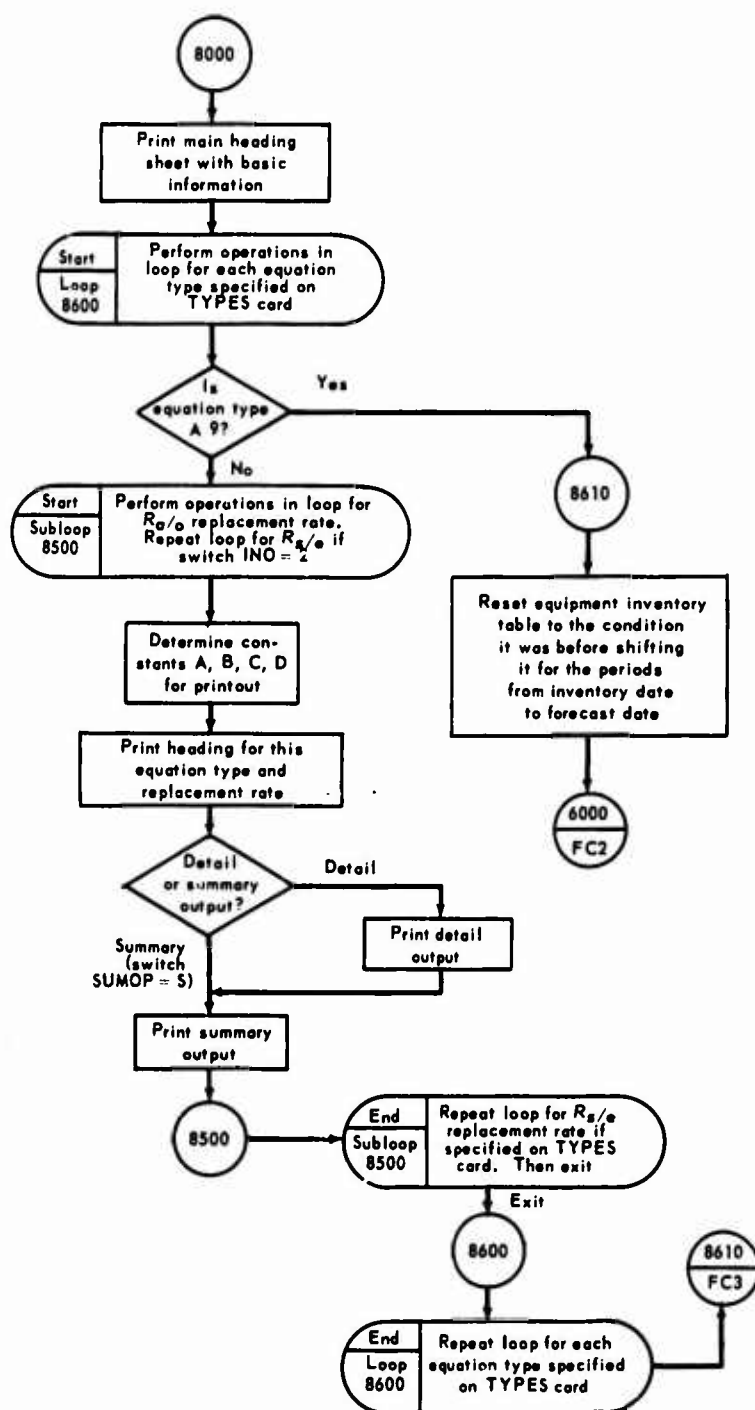 8000
Print main heading
sheet with basic
information
Start
Loop
8600
Perform operations in
loop for each equation
type specified on
TYPES card
Is
equation type
A 9?
Yes
No
8610
Start
Subloop
8500
Perform operations in loop for
Ra/o replacement rate.
Repeat loop for Rs/e if
switch INO = 2
Reset equipment inventory
table to the condition
it was before shifting
it for the periods
from inventory date
to forecast date
Determine con-
stants A, B, C, D
for printout
Print heading for this
equation type and
replacement rate
6000
FC2
Detail
or summary
output?
Detail
Print detail
output
Summary
(switch
SUMOP = S)
Print summary
output
8500
End
Subloop
8500
Repeat loop for Rs/e
replacement rate if
specified on TYPES
card. Then exit
Exit
8600
8610
FC3
End
Loop
8600
Repeat loop for each
equation type specified
on TYPES card